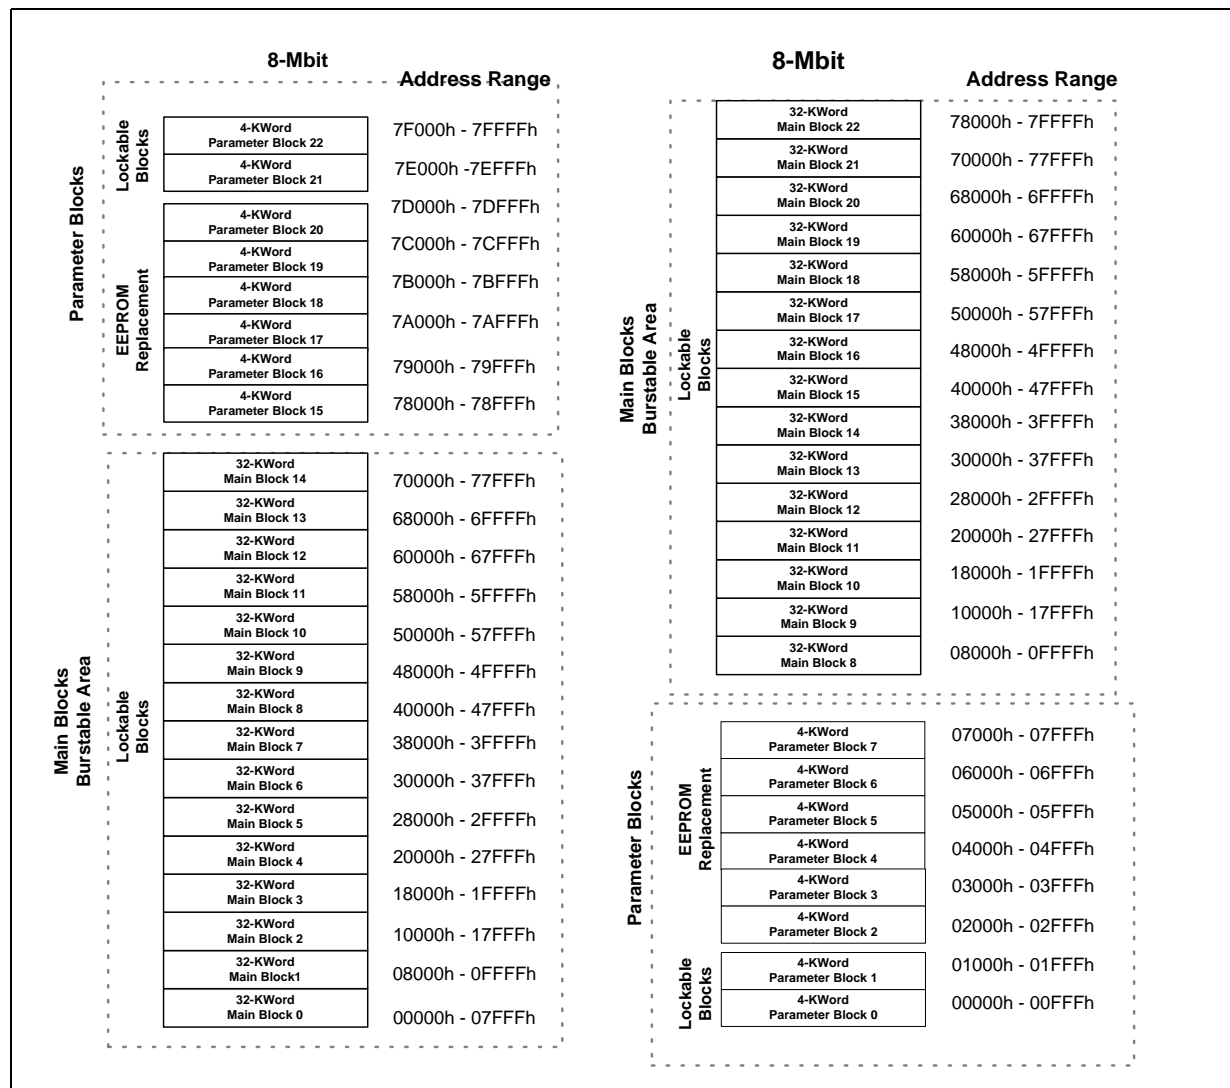 8-Mbit
Address Range
Parameter Blocks
Lockable
Blocks
4-KWord
Parameter Block 22
7F000h - 7FFFFh
4-KWord
Parameter Block 21
7E000h -7EFFFh
EEPROM
Replacement
4-KWord
Parameter Block 20
7D000h - 7DFFFh
4-KWord
Parameter Block 19
7C000h - 7CFFFh
4-KWord
Parameter Block 18
7B000h - 7BFFFh
4-KWord
Parameter Block 17
7A000h - 7AFFFh
4-KWord
Parameter Block 16
79000h - 79FFFh
4-KWord
Parameter Block 15
78000h - 78FFFh
Main Blocks
Burstable Area
Lockable
Blocks
32-KWord
Main Block 14
70000h - 77FFFh
32-KWord
Main Block 13
68000h - 6FFFFh
32-KWord
Main Block 12
60000h - 67FFFh
32-KWord
Main Block 11
58000h - 5FFFFh
32-KWord
Main Block 10
50000h - 57FFFh
32-KWord
Main Block 9
48000h - 4FFFFh
32-KWord
Main Block 8
40000h - 47FFFh
32-KWord
Main Block 7
38000h - 3FFFFh
32-KWord
Main Block 6
30000h - 37FFFh
32-KWord
Main Block 5
28000h - 2FFFFh
32-KWord
Main Block 4
20000h - 27FFFh
32-KWord
Main Block 3
18000h - 1FFFFh
32-KWord
Main Block 2
10000h - 17FFFh
32-KWord
Main Block1
08000h - 0FFFFh
32-KWord
Main Block 0
00000h - 07FFFh
8-Mbit
Address Range
Main Blocks
Burstable Area
Lockable
Blocks
32-KWord
Main Block 22
78000h - 7FFFFh
32-KWord
Main Block 21
70000h - 77FFFh
32-KWord
Main Block 20
68000h - 6FFFFh
32-KWord
Main Block 19
60000h - 67FFFh
32-KWord
Main Block 18
58000h - 5FFFFh
32-KWord
Main Block 17
50000h - 57FFFh
32-KWord
Main Block 16
48000h - 4FFFFh
32-KWord
Main Block 15
40000h - 47FFFh
32-KWord
Main Block 14
38000h - 3FFFFh
32-KWord
Main Block 13
30000h - 37FFFh
32-KWord
Main Block 12
28000h - 2FFFFh
32-KWord
Main Block 11
20000h - 27FFFh
32-KWord
Main Block 10
18000h - 1FFFFh
32-KWord
Main Block 9
10000h - 17FFFh
32-KWord
Main Block 8
08000h - 0FFFFh
Parameter Blocks
EEPROM
Replacement
4-KWord
Parameter Block 7
07000h - 07FFFh
4-KWord
Parameter Block 6
06000h - 06FFFh
4-KWord
Parameter Block 5
05000h - 05FFFh
4-KWord
Parameter Block 4
04000h - 04FFFh
4-KWord
Parameter Block 3
03000h - 03FFFh
4-KWord
Parameter Block 2
02000h - 02FFFh
Lockable
Blocks
4-KWord
Parameter Block 1
01000h - 01FFFh
4-KWord
Parameter Block 0
00000h - 00FFFh